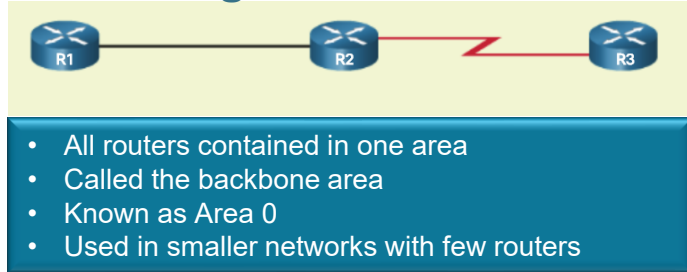 R1
R2
R3
• All routers contained in one area
• Called the backbone area
• Known as Area 0
• Used in smaller networks with few routers